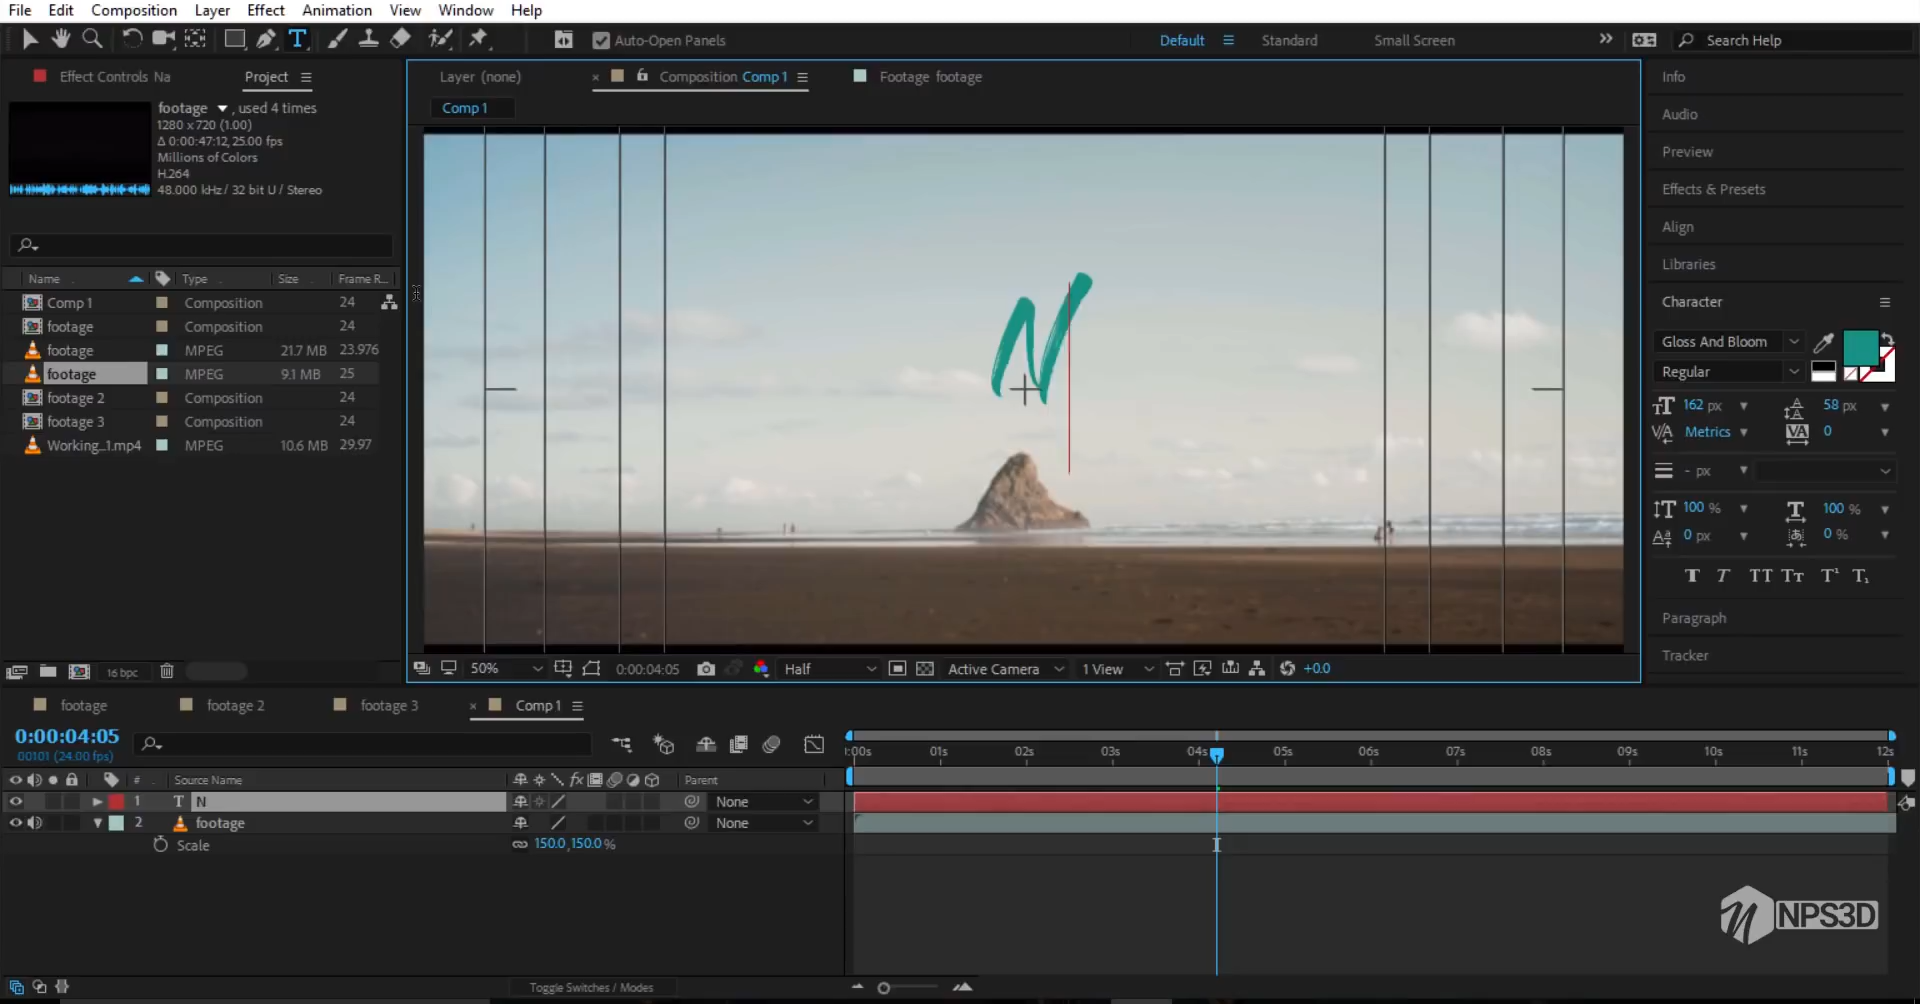 File Edit Composition Layer Effect Animation View Window Help
T Auto-Open Panels Default Standard Small Screen Search Help
Effect Controls Na Project
footage , used 4 times
1280 x 720 (1.00)
Δ 0:00:47:12, 25.00 fps
Millions of Colors
H.264
48.000 kHz / 32 bit U / Stereo
Name Type Size Frame R...
Comp 1 Composition 24
footage Composition 24
footage MPEG 21.7 MB 23.976
footage MPEG 9.1 MB 25
footage 2 Composition 24
footage 3 Composition 24
Working...1.mp4 MPEG 10.6 MB 29.97
16 bpc
Layer (none) × Composition Comp 1 Footage footage
Comp 1
N
50% 0:00:04:05 Half Active Camera 1 View +0.0
Info
Audio
Preview
Effects & Presets
Align
Libraries
Character
Gloss And Bloom
Regular
162 px 58 px
Metrics 0
- px
100 % 100 %
0 px 0 %
T T TT Tт T¹ T₁
Paragraph
Tracker
footage footage 2 footage 3 × Comp 1
0:00:04:05
00101 (24.00 fps)
:00s 01s 02s 03s 04s 05s 06s 07s 08s 09s 10s 11s 12s
# Source Name fx Parent
1 T N None
2 footage None
Scale 150.0,150.0 %
NPS3D
Toggle Switches / Modes